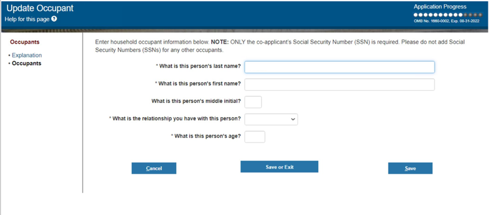 Update Occupant
Application Progress
Help for this page ?
OMB No. 1660-0002, Exp. 08-31-2022
Occupants
• Explanation
• Occupants
Enter household occupant information below. NOTE: ONLY the co-applicant's Social Security Number (SSN) is required. Please do not add Social
Security Numbers (SSNs) for any other occupants.
* What is this person's last name?
* What is this person's first name?
What is this person's middle initial?
* What is the relationship you have with this person?
* What is this person's age?
Cancel
Save or Exit
Save